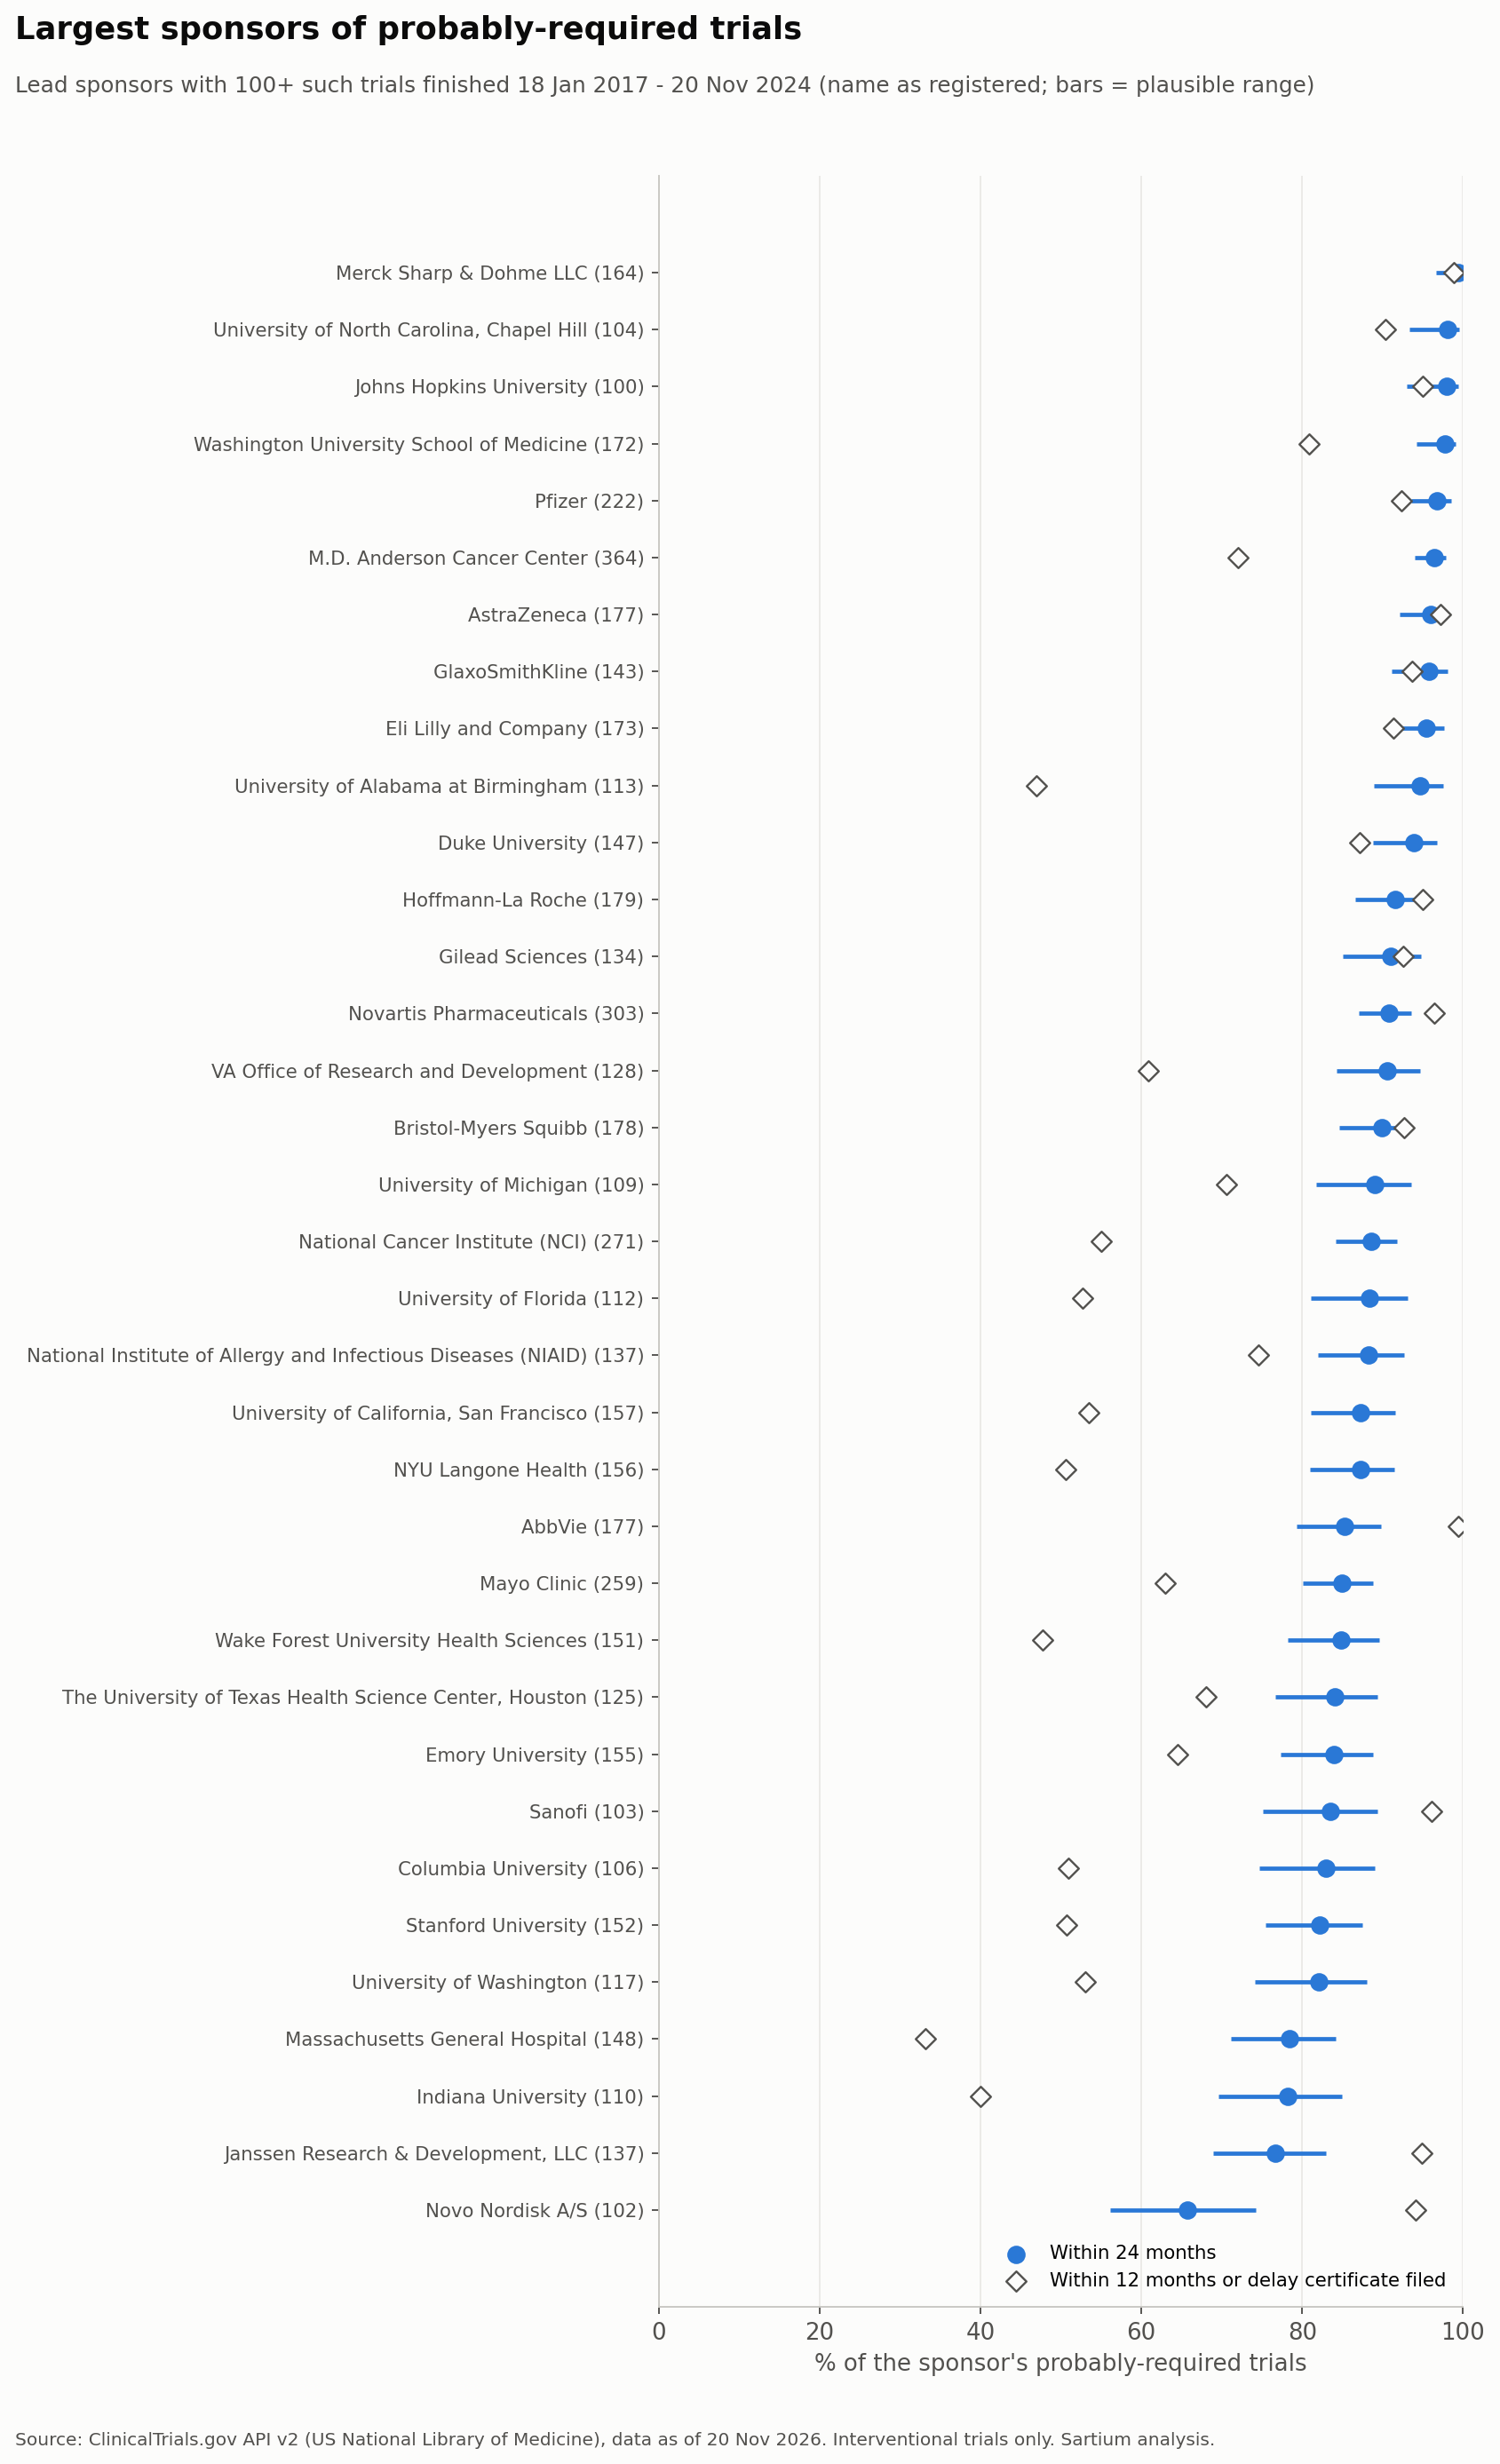 Largest sponsors of probably-required trials
Lead sponsors with 100+ such trials finished 18 Jan 2017 - 20 Nov 2024 (name as registered; bars = plausible range)
Merck Sharp & Dohme LLC (164)
University of North Carolina, Chapel Hill (104)
Johns Hopkins University (100)
Washington University School of Medicine (172)
Pfizer (222)
M.D. Anderson Cancer Center (364)
AstraZeneca (177)
GlaxoSmithKline (143)
Eli Lilly and Company (173)
University of Alabama at Birmingham (113)
Duke University (147)
Hoffmann-La Roche (179)
Gilead Sciences (134)
Novartis Pharmaceuticals (303)
VA Office of Research and Development (128)
Bristol-Myers Squibb (178)
University of Michigan (109)
National Cancer Institute (NCI) (271)
University of Florida (112)
National Institute of Allergy and Infectious Diseases (NIAID) (137)
University of California, San Francisco (157)
NYU Langone Health (156)
AbbVie (177)
Mayo Clinic (259)
Wake Forest University Health Sciences (151)
The University of Texas Health Science Center, Houston (125)
Emory University (155)
Sanofi (103)
Columbia University (106)
Stanford University (152)
University of Washington (117)
Massachusetts General Hospital (148)
Indiana University (110)
Janssen Research & Development, LLC (137)
Novo Nordisk A/S (102)
Within 24 months
Within 12 months or delay certificate filed
0 20 40 60 80 100
% of the sponsor's probably-required trials
Source: ClinicalTrials.gov API v2 (US National Library of Medicine), data as of 20 Nov 2026. Interventional trials only. Sartium analysis.